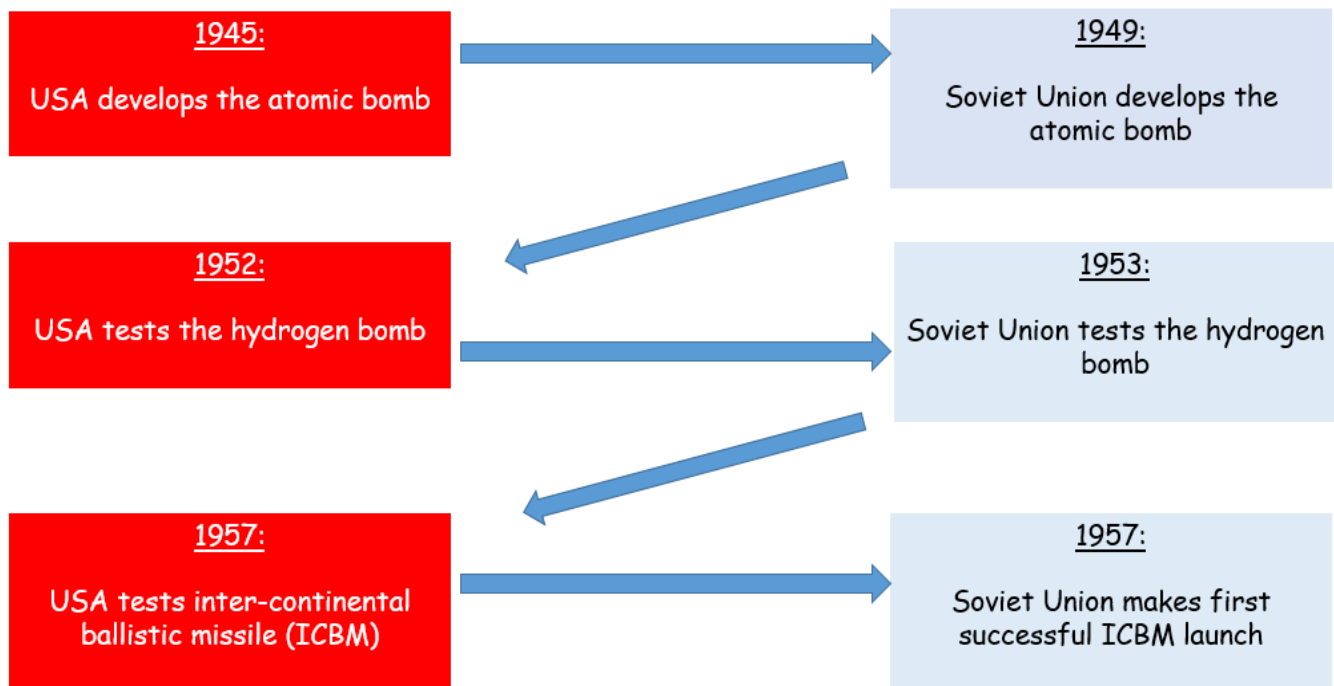 1945:
USA develops the atomic bomb
1949:
Soviet Union develops the
atomic bomb
1952:
USA tests the hydrogen bomb
1953:
Soviet Union tests the hydrogen
bomb
1957:
USA tests inter-continental
ballistic missile (ICBM)
1957:
Soviet Union makes first
successful ICBM launch